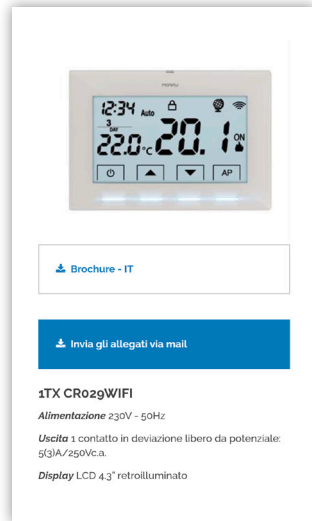 PERRY
12:34 Auto
3
DAY
22.0 °C 20.1 ON
AP
Brochure - IT
Invia gli allegati via mail
1TX CR029WIFI
Alimentazione 230V - 50Hz
Uscita 1 contatto in deviazione libero da potenziale:
5(3)A/250Vc.a.
Display LCD 4,3" retroilluminato